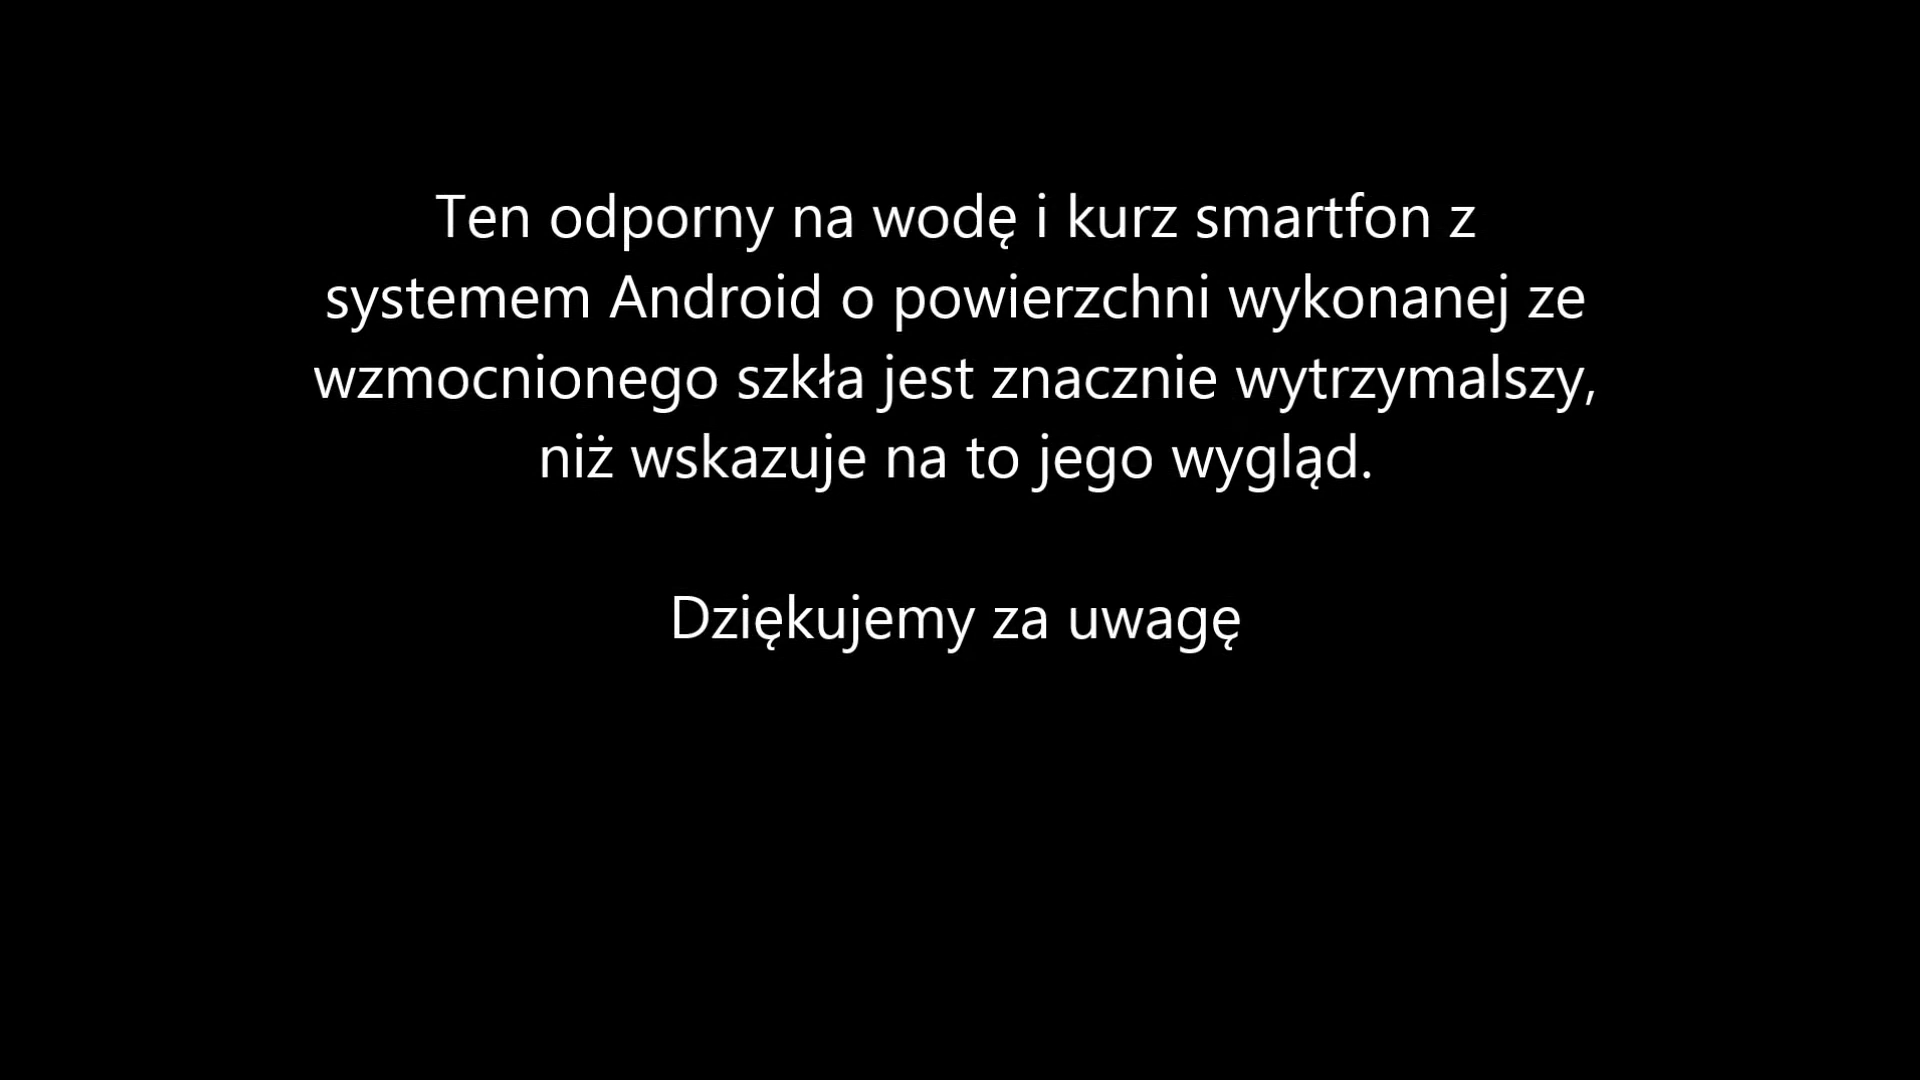 Ten odporny na wodę i kurz smartfon z
systemem Android o powierzchni wykonanej ze
wzmocnionego szkła jest znacznie wytrzymalszy,
niż wskazuje na to jego wygląd.
Dziękujemy za uwagę